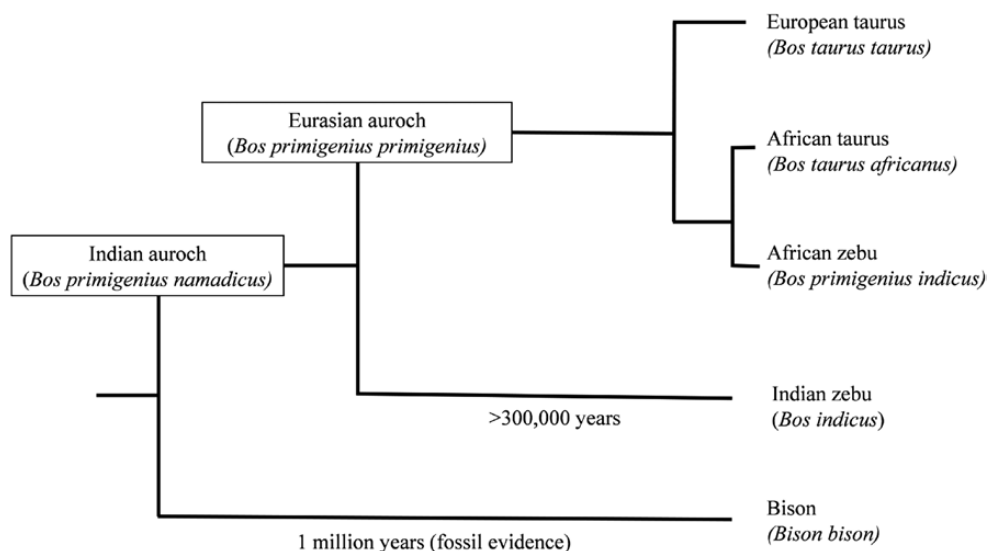 European taurus
(Bos taurus taurus)
Eurasian auroch
(Bos primigenius primigenius)
African taurus
(Bos taurus africanus)
Indian auroch
(Bos primigenius namadicus)
African zebu
(Bos primigenius indicus)
>300,000 years
Indian zebu
(Bos indicus)
Bison
(Bison bison)
1 million years (fossil evidence)